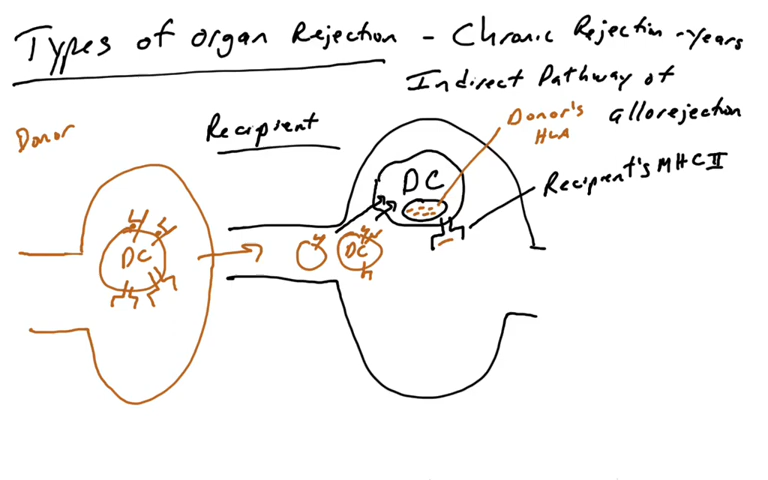 Types of organ Rejection - Chronic Rejectin - years
Indirect Pathway of
allorejection
Donor
Recipient
Donor's
HLA
DC
Recipient's MHC II
DC
DC